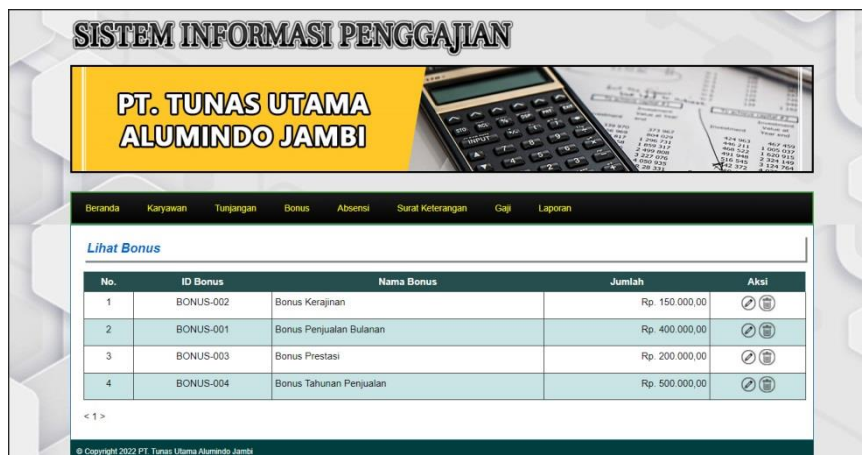 SISTEM INFORMASI PENGGAJIAN
PT. TUNAS UTAMA
ALUMINDO JAMBI
Beranda Karyawan Tunjangan Bonus Absensi Surat Keterangan Gaji Laporan
Lihat Bonus
No. ID Bonus Nama Bonus Jumlah Aksi
1 BONUS-002 Bonus Kerajinan Rp. 150.000,00
2 BONUS-001 Bonus Penjualan Bulanan Rp. 400.000,00
3 BONUS-003 Bonus Prestasi Rp. 200.000,00
4 BONUS-004 Bonus Tahunan Penjualan Rp. 500.000,00
< 1 >
© Copyright 2022 PT. Tunas Utama Alumindo Jambi